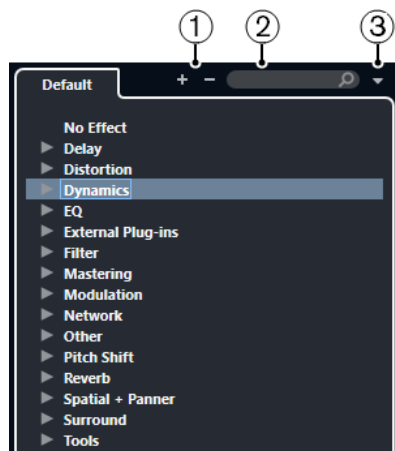 1 2 3
Default + −
No Effect
Delay
Distortion
Dynamics
EQ
External Plug-ins
Filter
Mastering
Modulation
Network
Other
Pitch Shift
Reverb
Spatial + Panner
Surround
Tools